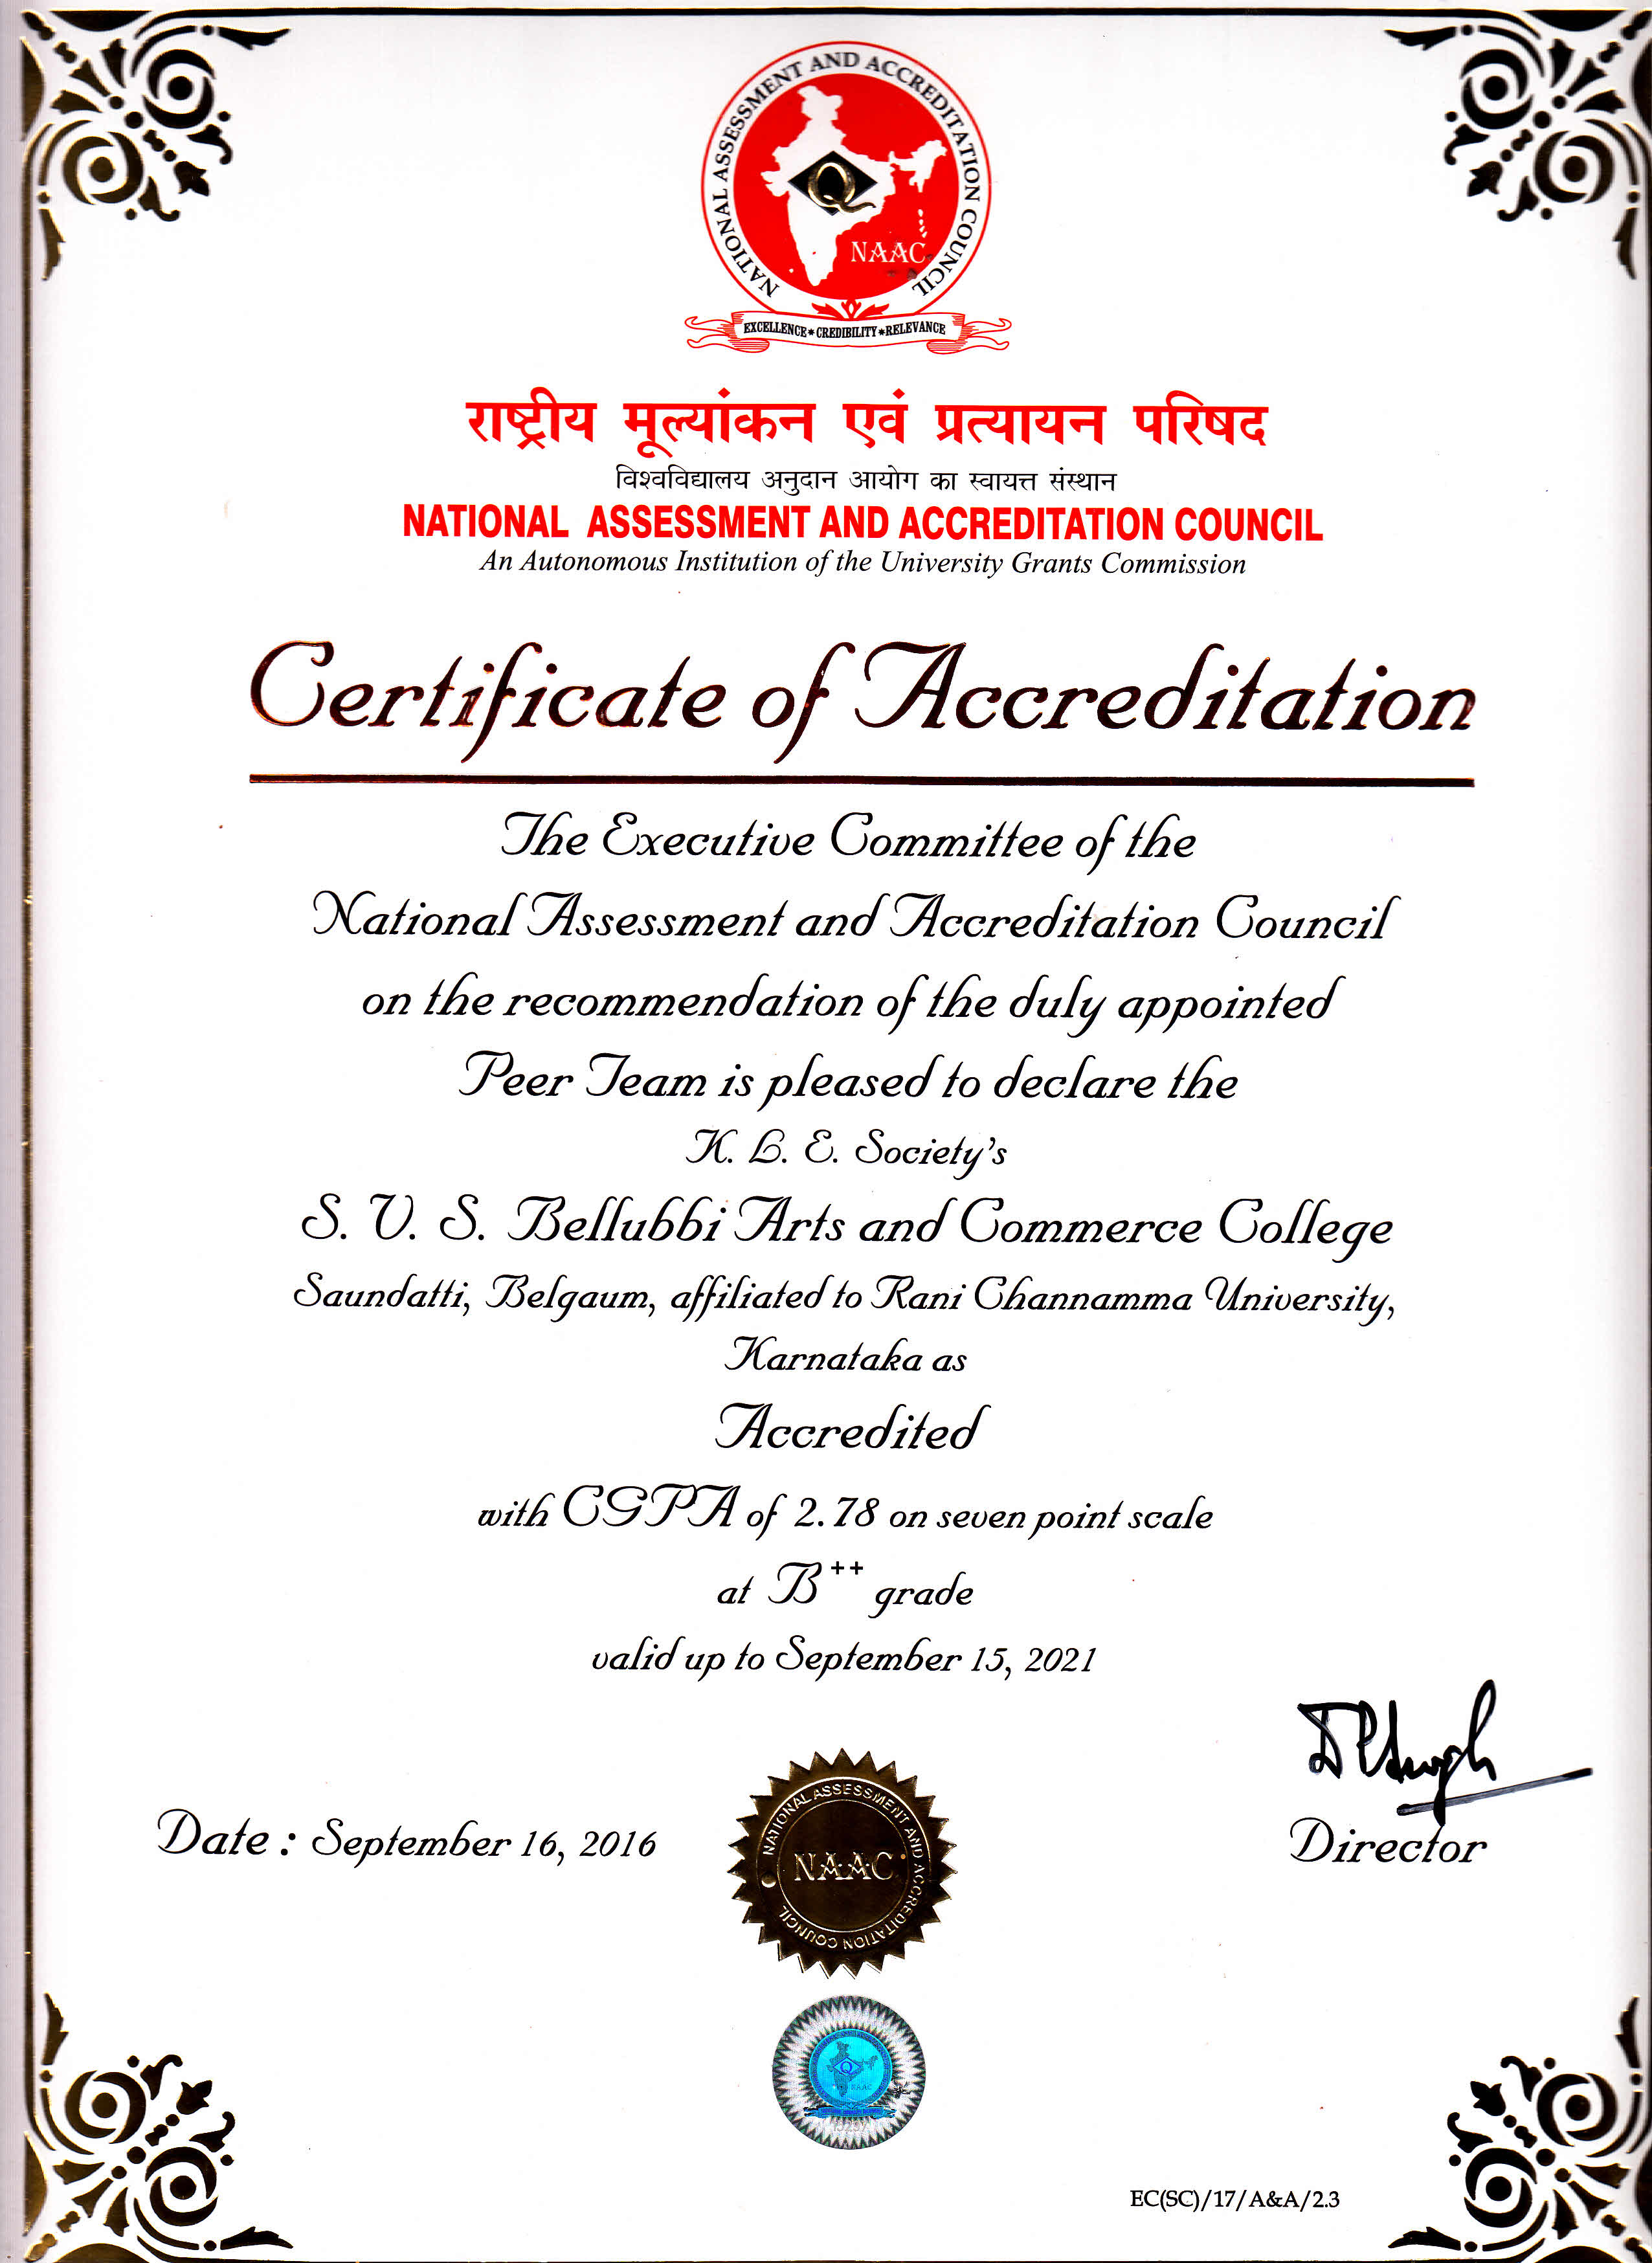 NATIONAL ASSESSMENT AND ACCREDITATION COUNCIL
Q
NAAC
EXCELLENCE * CREDIBILITY * RELEVANCE
राष्ट्रीय मूल्यांकन एवं प्रत्यायन परिषद
विश्वविद्यालय अनुदान आयोग का स्वायत्त संस्थान
NATIONAL ASSESSMENT AND ACCREDITATION COUNCIL
An Autonomous Institution of the University Grants Commission
Certificate of Accreditation
The Executive Committee of the
National Assessment and Accreditation Council
on the recommendation of the duly appointed
Peer Team is pleased to declare the
K. L. E. Society's
S. V. S. Bellubbi Arts and Commerce College
Saundatti, Belgaum, affiliated to Rani Channamma University,
Karnataka as
Accredited
with CGPA of 2.78 on seven point scale
at B++ grade
valid up to September 15, 2021
Date : September 16, 2016
NATIONAL ASSESSMENT AND ACCREDITATION COUNCIL
NAAC
Director
Q
NAAC
EC(SC)/17/A&A/2.3